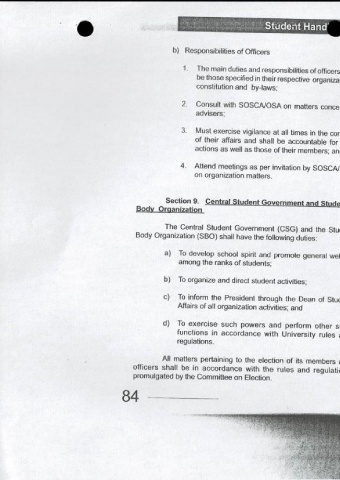 Student Hand
b) Responsibilities of Officers
1. The main duties and responsibilities of officers
be those specified in their respective organiza
constitution and by-laws;
2. Consult with SOSCA/OSA on matters conce
advisers;
3. Must exercise vigilance at all times in the con
of their affairs and shall be accountable for
actions as well as those of their members; an
4. Attend meetings as per invitation by SOSCA/
on organization matters.
Section 9. Central Student Government and Stude
Body Organization
The Central Student Government (CSG) and the Stud
Body Organization (SBO) shall have the following duties:
a) To develop school spirit and promote general wel
among the ranks of students;
b) To organize and direct student activities;
c) To inform the President through the Dean of Stud
Affairs of all organization activities; and
d) To exercise such powers and perform other s
functions in accordance with University rules a
regulations.
All matters pertaining to the election of its members a
officers shall be in accordance with the rules and regulati
promulgated by the Committee on Election.
84